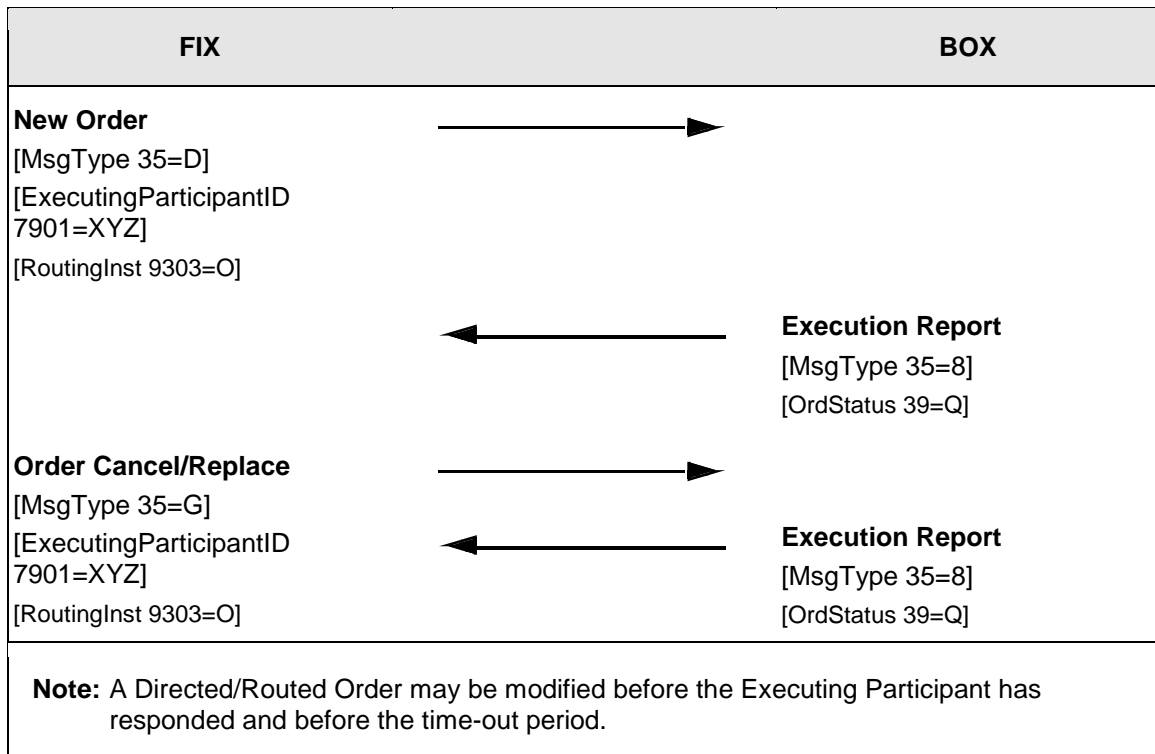 FIX BOX
New Order
[MsgType 35=D]
[ExecutingParticipantID
7901=XYZ]
[RoutingInst 9303=O]
Execution Report
[MsgType 35=8]
[OrdStatus 39=Q]
Order Cancel/Replace
[MsgType 35=G]
[ExecutingParticipantID
7901=XYZ]
[RoutingInst 9303=O]
Execution Report
[MsgType 35=8]
[OrdStatus 39=Q]
Note: A Directed/Routed Order may be modified before the Executing Participant has
responded and before the time-out period.